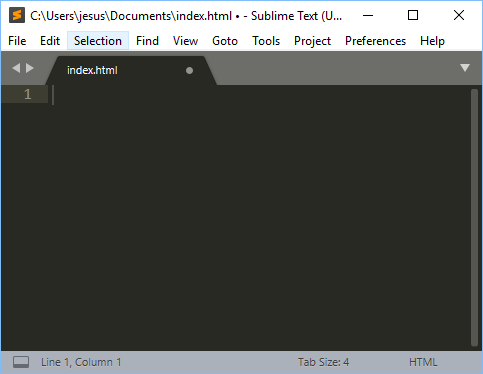 C:\Users\jesus\Documents\index.html • - Sublime Text (U...
File Edit Selection Find View Goto Tools Project Preferences Help
index.html
1
Line 1, Column 1 Tab Size: 4 HTML